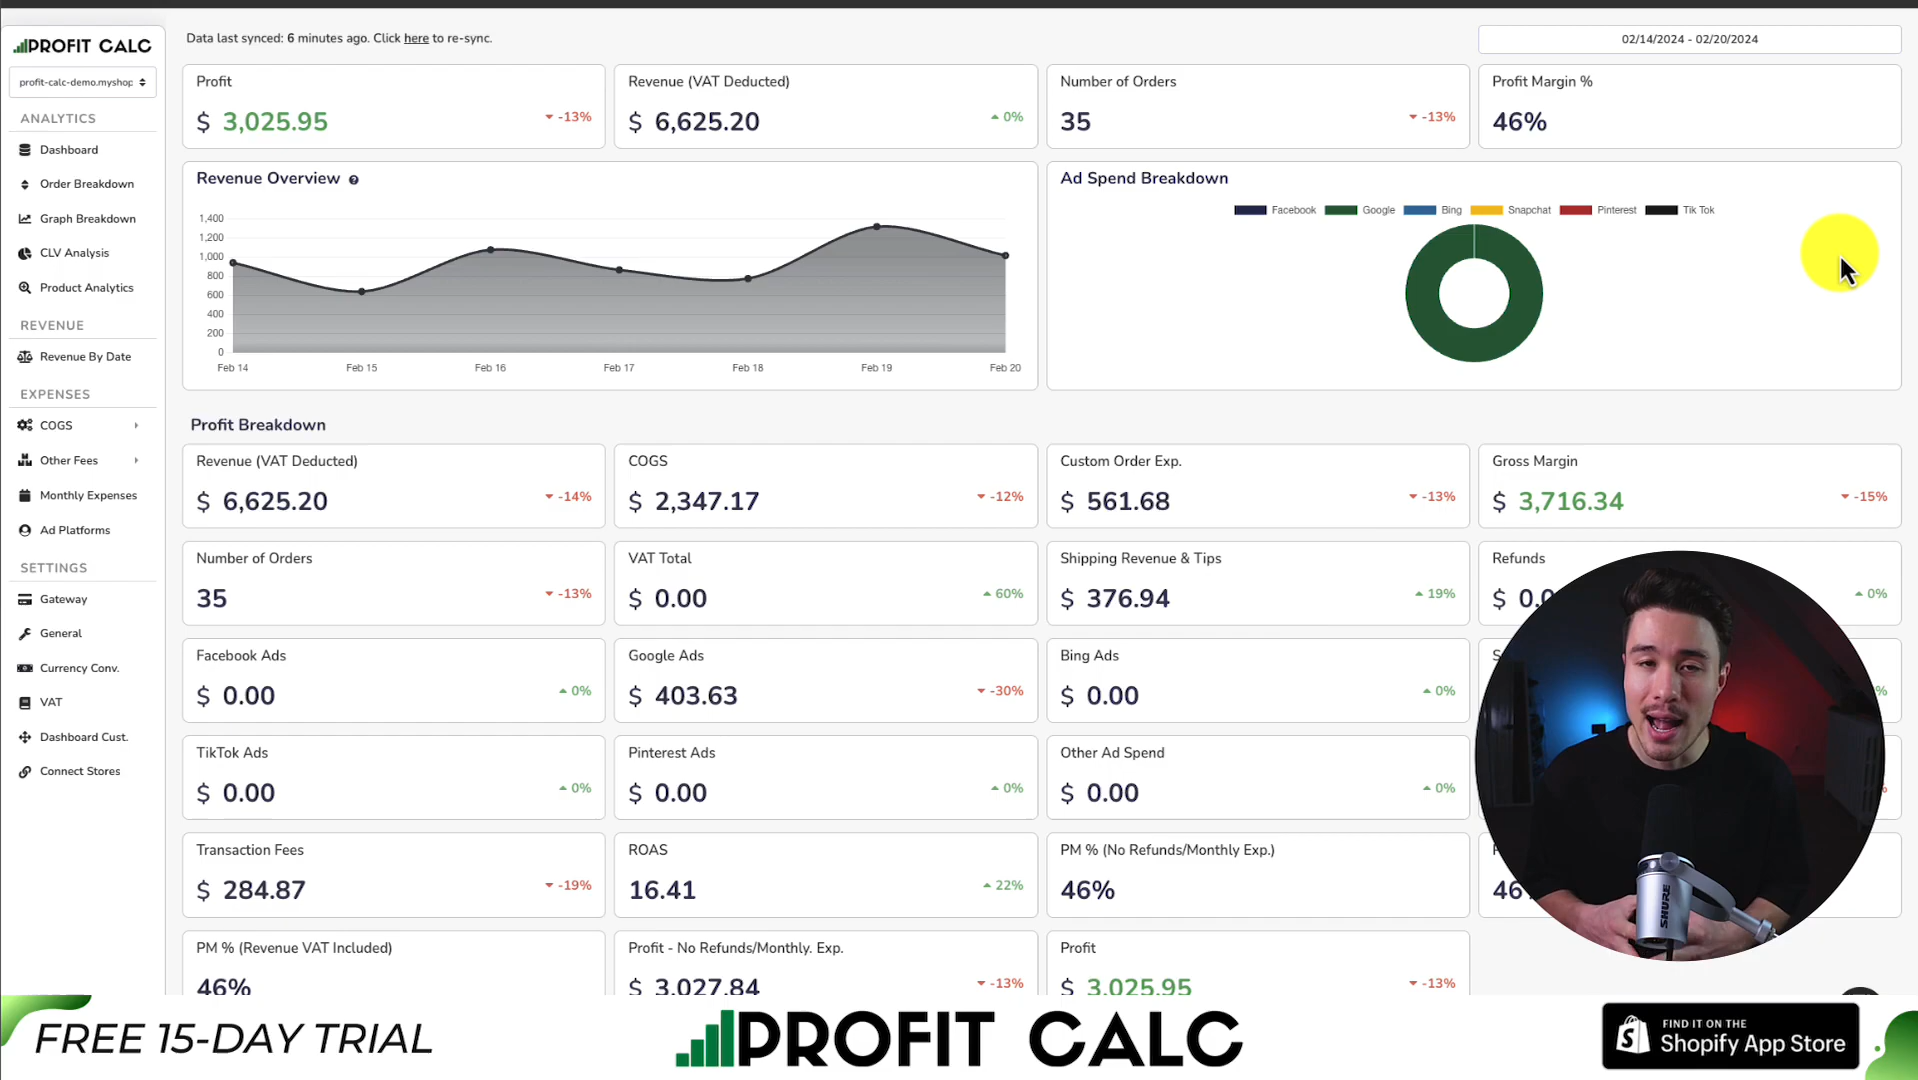 PROFIT CALC
profit-calc-demo.myshop
ANALYTICS
Dashboard
Order Breakdown
Graph Breakdown
CLV Analysis
Product Analytics
REVENUE
Revenue By Date
EXPENSES
COGS
Other Fees
Monthly Expenses
Ad Platforms
SETTINGS
Gateway
General
Currency Conv.
VAT
Dashboard Cust.
Connect Stores
Data last synced: 6 minutes ago. Click here to re-sync.
02/14/2024 - 02/20/2024
Profit
$ 3,025.95 -13%
Revenue (VAT Deducted)
$ 6,625.20 0%
Number of Orders
35 -13%
Profit Margin %
46%
Revenue Overview
1,400
1,200
1,000
800
600
400
200
0
Feb 14 Feb 15 Feb 16 Feb 17 Feb 18 Feb 19 Feb 20
Ad Spend Breakdown
Facebook Google Bing Snapchat Pinterest Tik Tok
Profit Breakdown
Revenue (VAT Deducted)
$ 6,625.20 -14%
COGS
$ 2,347.17 -12%
Custom Order Exp.
$ 561.68 -13%
Gross Margin
$ 3,716.34 -15%
Number of Orders
35 -13%
VAT Total
$ 0.00 60%
Shipping Revenue & Tips
$ 376.94 19%
Refunds
$ 0.0 0%
Facebook Ads
$ 0.00 0%
Google Ads
$ 403.63 -30%
Bing Ads
$ 0.00 0%
TikTok Ads
$ 0.00 0%
Pinterest Ads
$ 0.00 0%
Other Ad Spend
$ 0.00 0%
Transaction Fees
$ 284.87 -19%
ROAS
16.41 22%
PM % (No Refunds/Monthly Exp.)
46%
46
PM % (Revenue VAT Included)
46%
Profit - No Refunds/Monthly. Exp.
$ 3,027.84 -13%
Profit
$ 3,025.95 -13%
SHURE
FREE 15-DAY TRIAL
PROFIT CALC
FIND IT ON THE
Shopify App Store